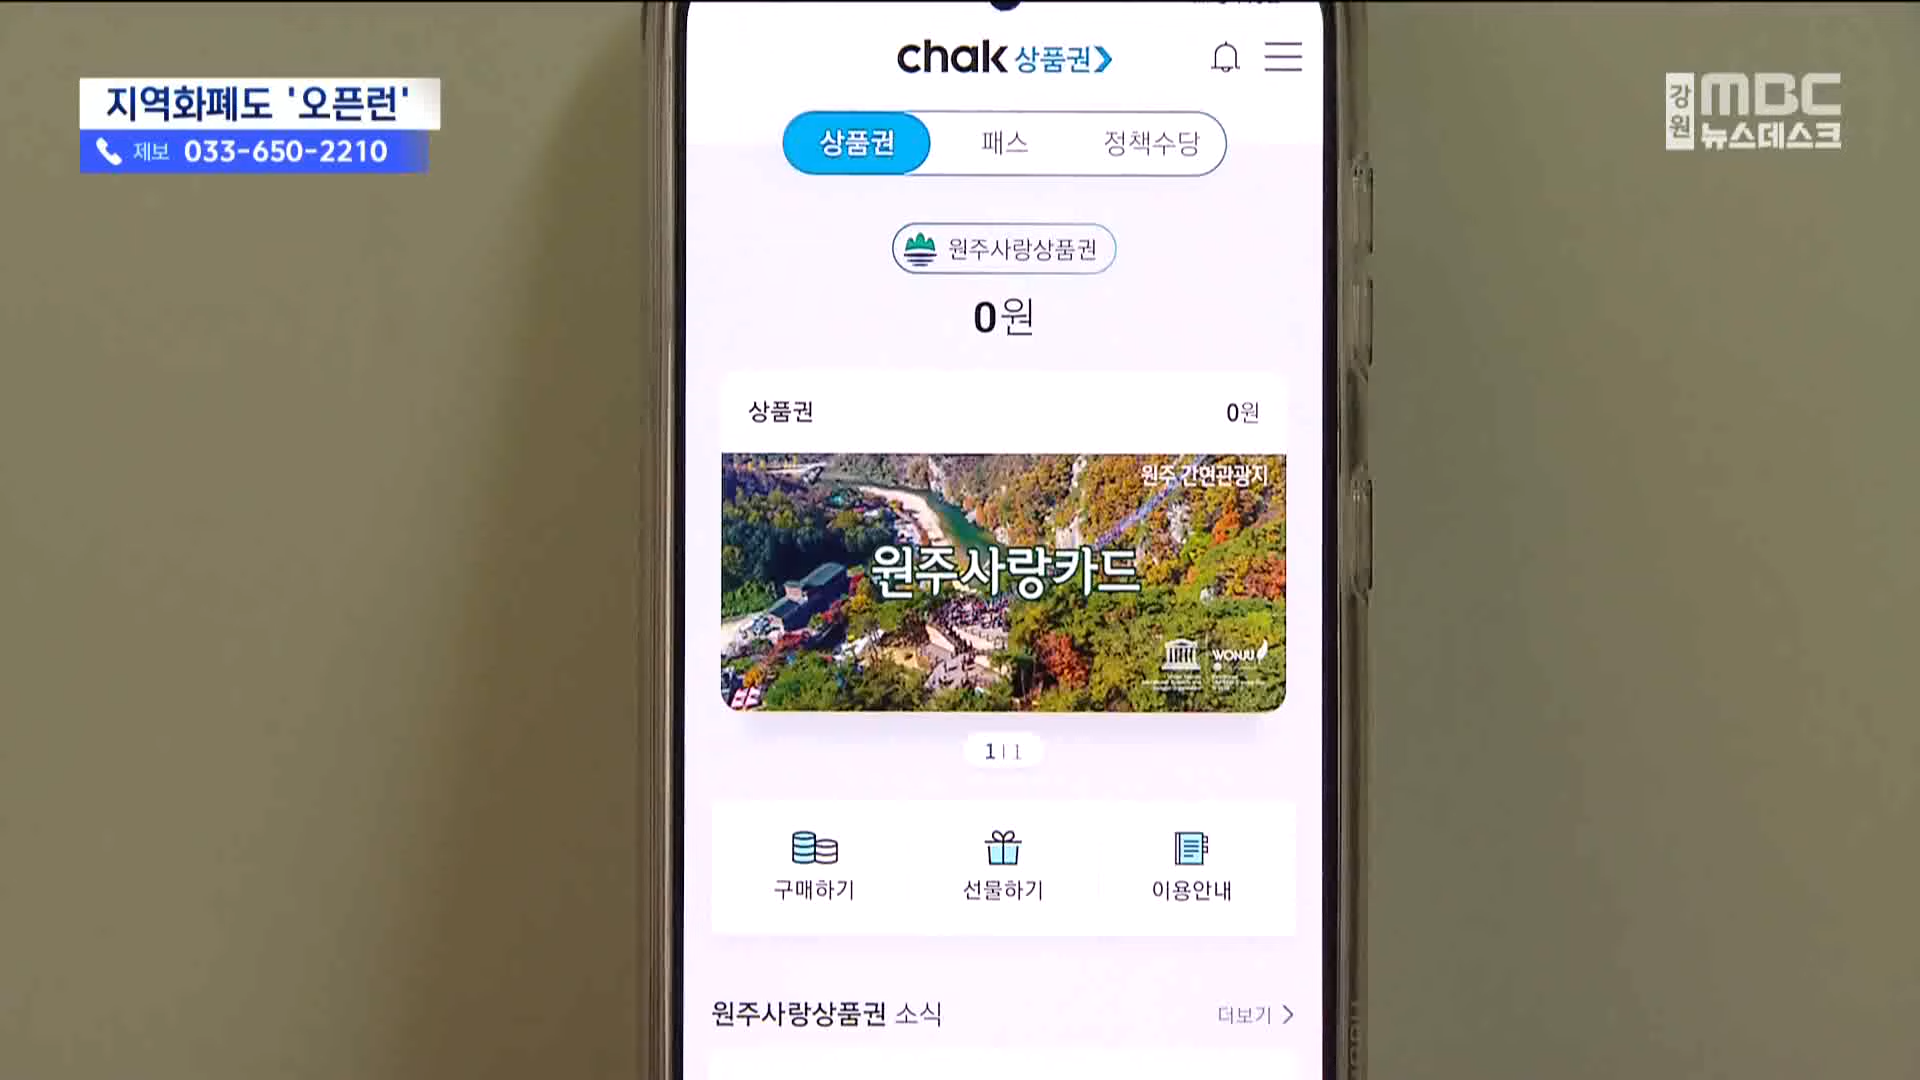 지역화폐도 '오픈런'
제보 033-650-2210
강원 MBC
뉴스데스크
chak 상품권
상품권 패스 정책수당
원주사랑상품권
0원
상품권 0원
원주 간현관광지
원주사랑카드
WONJU
1 | 1
구매하기 선물하기 이용안내
원주사랑상품권 소식 더보기